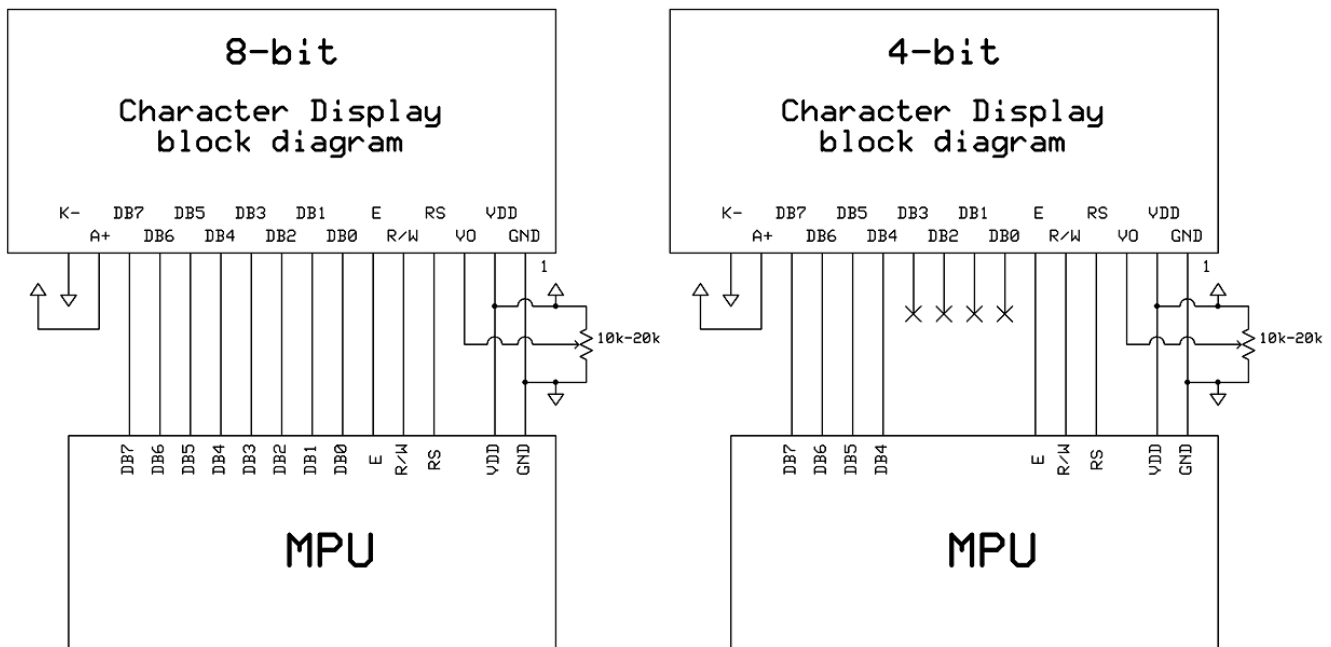 8-bit
Character Display
block diagram
K- DB7 DB5 DB3 DB1 E RS VDD
A+ DB6 DB4 DB2 DB0 R/W VO GND
1
10k-20k
DB7 DB6 DB5 DB4 DB3 DB2 DB1 DB0 E R/W RS VDD GND
MPU
4-bit
Character Display
block diagram
K- DB7 DB5 DB3 DB1 E RS VDD
A+ DB6 DB4 DB2 DB0 R/W VO GND
1
10k-20k
DB7 DB6 DB5 DB4 E R/W RS VDD GND
MPU